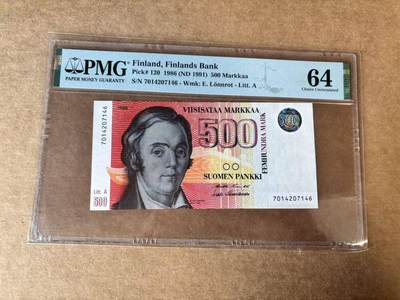 PMG
PAPER MONEY GUARANTY
Finland, Finlands Bank
Pick# 120 1986 (ND 1991) 500 Markkaa
S/N 7014207146 - Wmk: E. Lönnrot - Litt. A
64
Choice Uncirculated
1986
VIISISATAA MARKKAA
500
FEMHUNDRA MARK
SUOMEN PANKKI
7014207146
Litt. A
500
7014207146